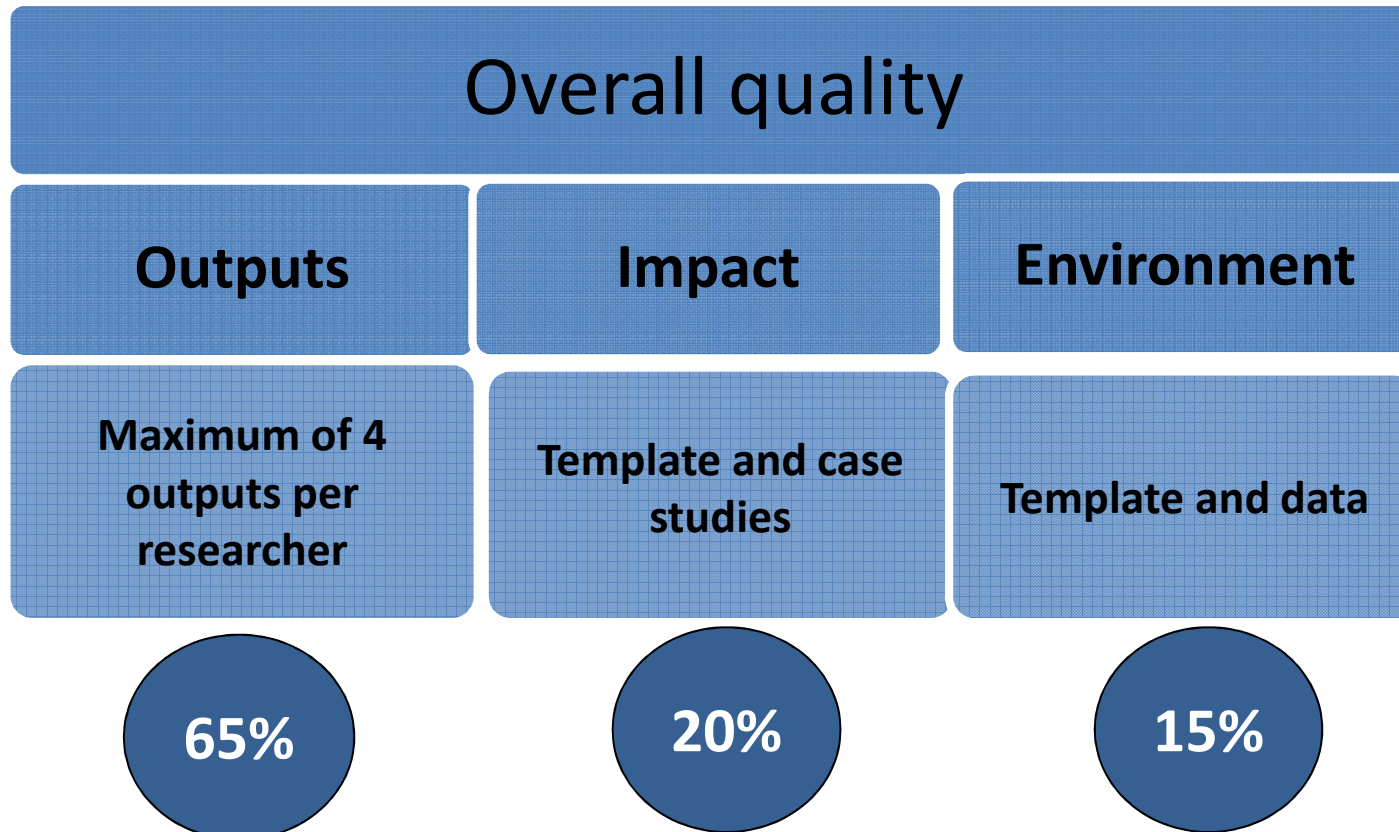 Overall quality
Outputs
Impact
Environment
Maximum of 4
outputs per
researcher
Template and case
studies
Template and data
65%
20%
15%